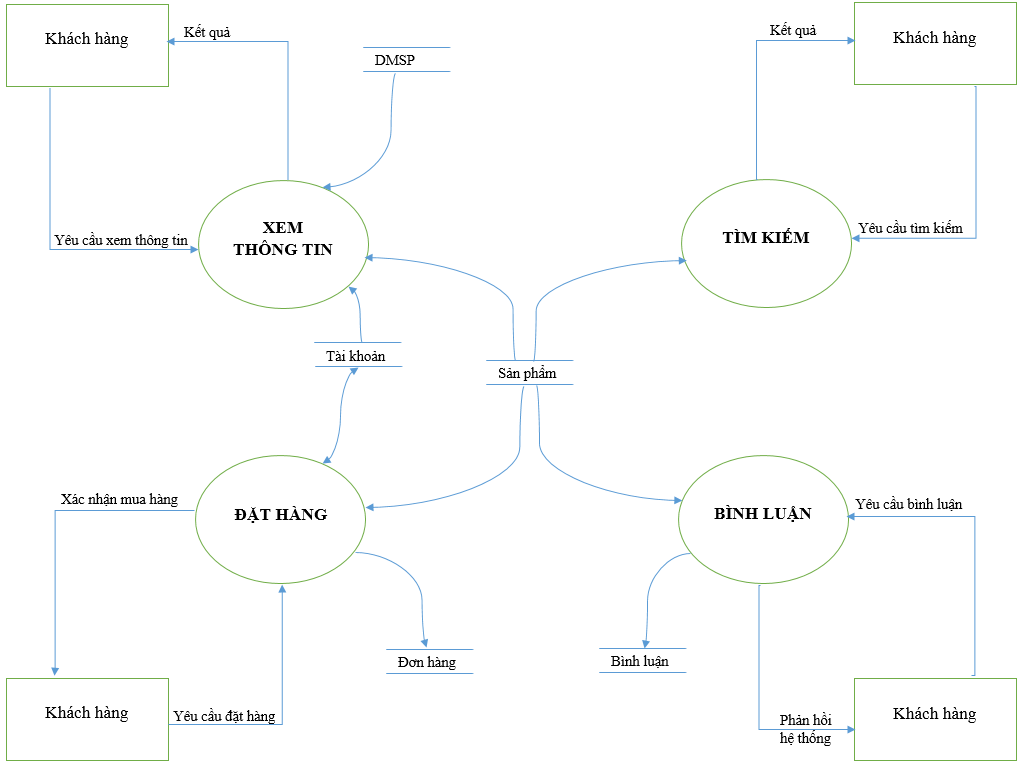 Khách hàng
Kết quả
DMSP
Kết quả
Khách hàng
Yêu cầu xem thông tin
XEM
THÔNG TIN
TÌM KIẾM
Yêu cầu tìm kiếm
Tài khoản
Sản phẩm
Xác nhận mua hàng
ĐẶT HÀNG
BÌNH LUẬN
Yêu cầu bình luận
Đơn hàng
Bình luận
Khách hàng
Yêu cầu đặt hàng
Phản hồi
hệ thống
Khách hàng